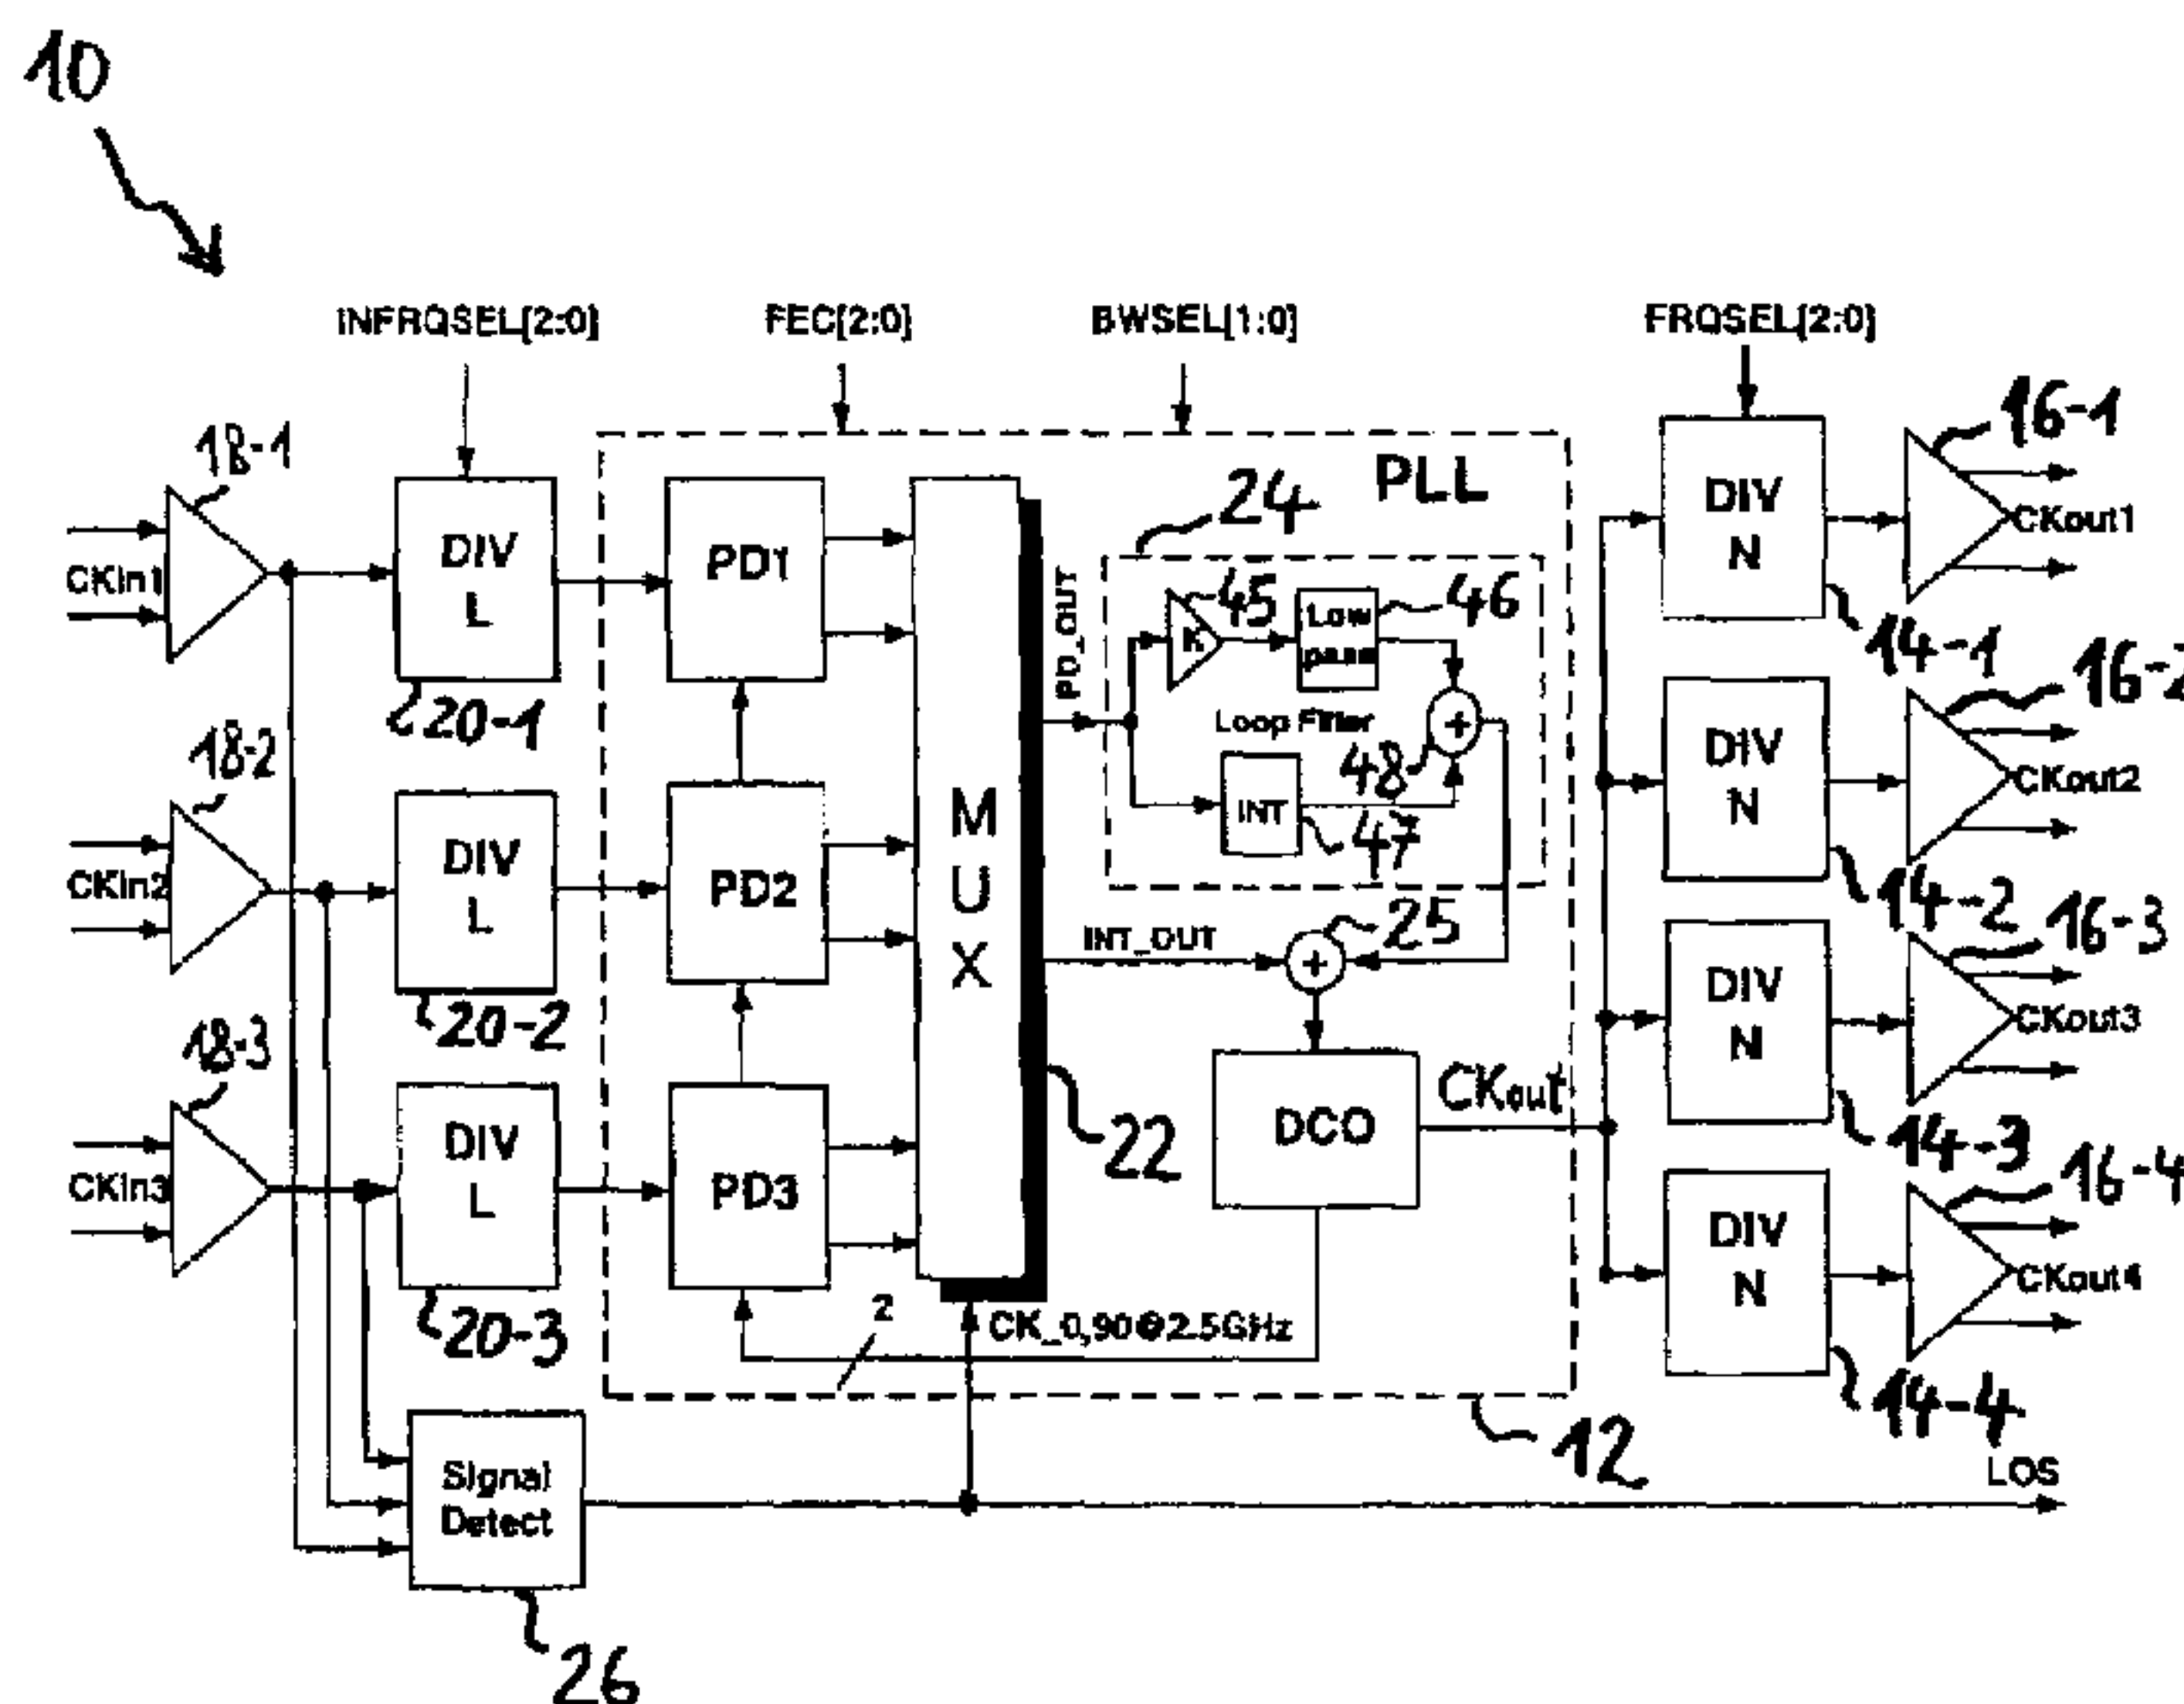 10
INFRQSEL[2:0]
FEC[2:0]
BWSEL[1:0]
FRQSEL[2:0]
18-1
CKin1
DIV
L
20-1
18-2
CKin2
DIV
L
20-2
18-3
CKin3
DIV
L
20-3
Signal
Detect
26
PD1
PD2
PD3
MUX
22
PLL
24
PD_OUT
K
45
Low
pass
46
Loop Filter
48
INT
47
INT_OUT
25
DCO
CKout
2
CK_0,90@2.5GHz
12
DIV
N
14-1
16-1
CKout1
DIV
N
14-2
16-2
CKout2
DIV
N
14-3
16-3
CKout3
DIV
N
14-4
16-4
CKout4
LOS